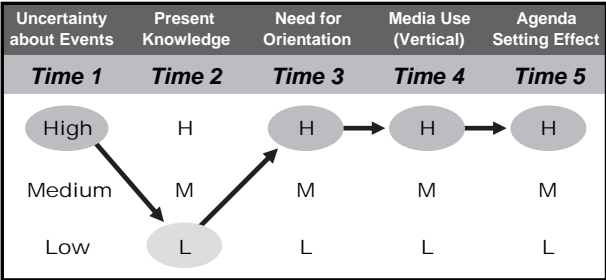 Uncertainty about Events Present Knowledge Need for Orientation Media Use (Vertical) Agenda Setting Effect
Time 1 Time 2 Time 3 Time 4 Time 5
High H H H H
Medium M M M M
Low L L L L